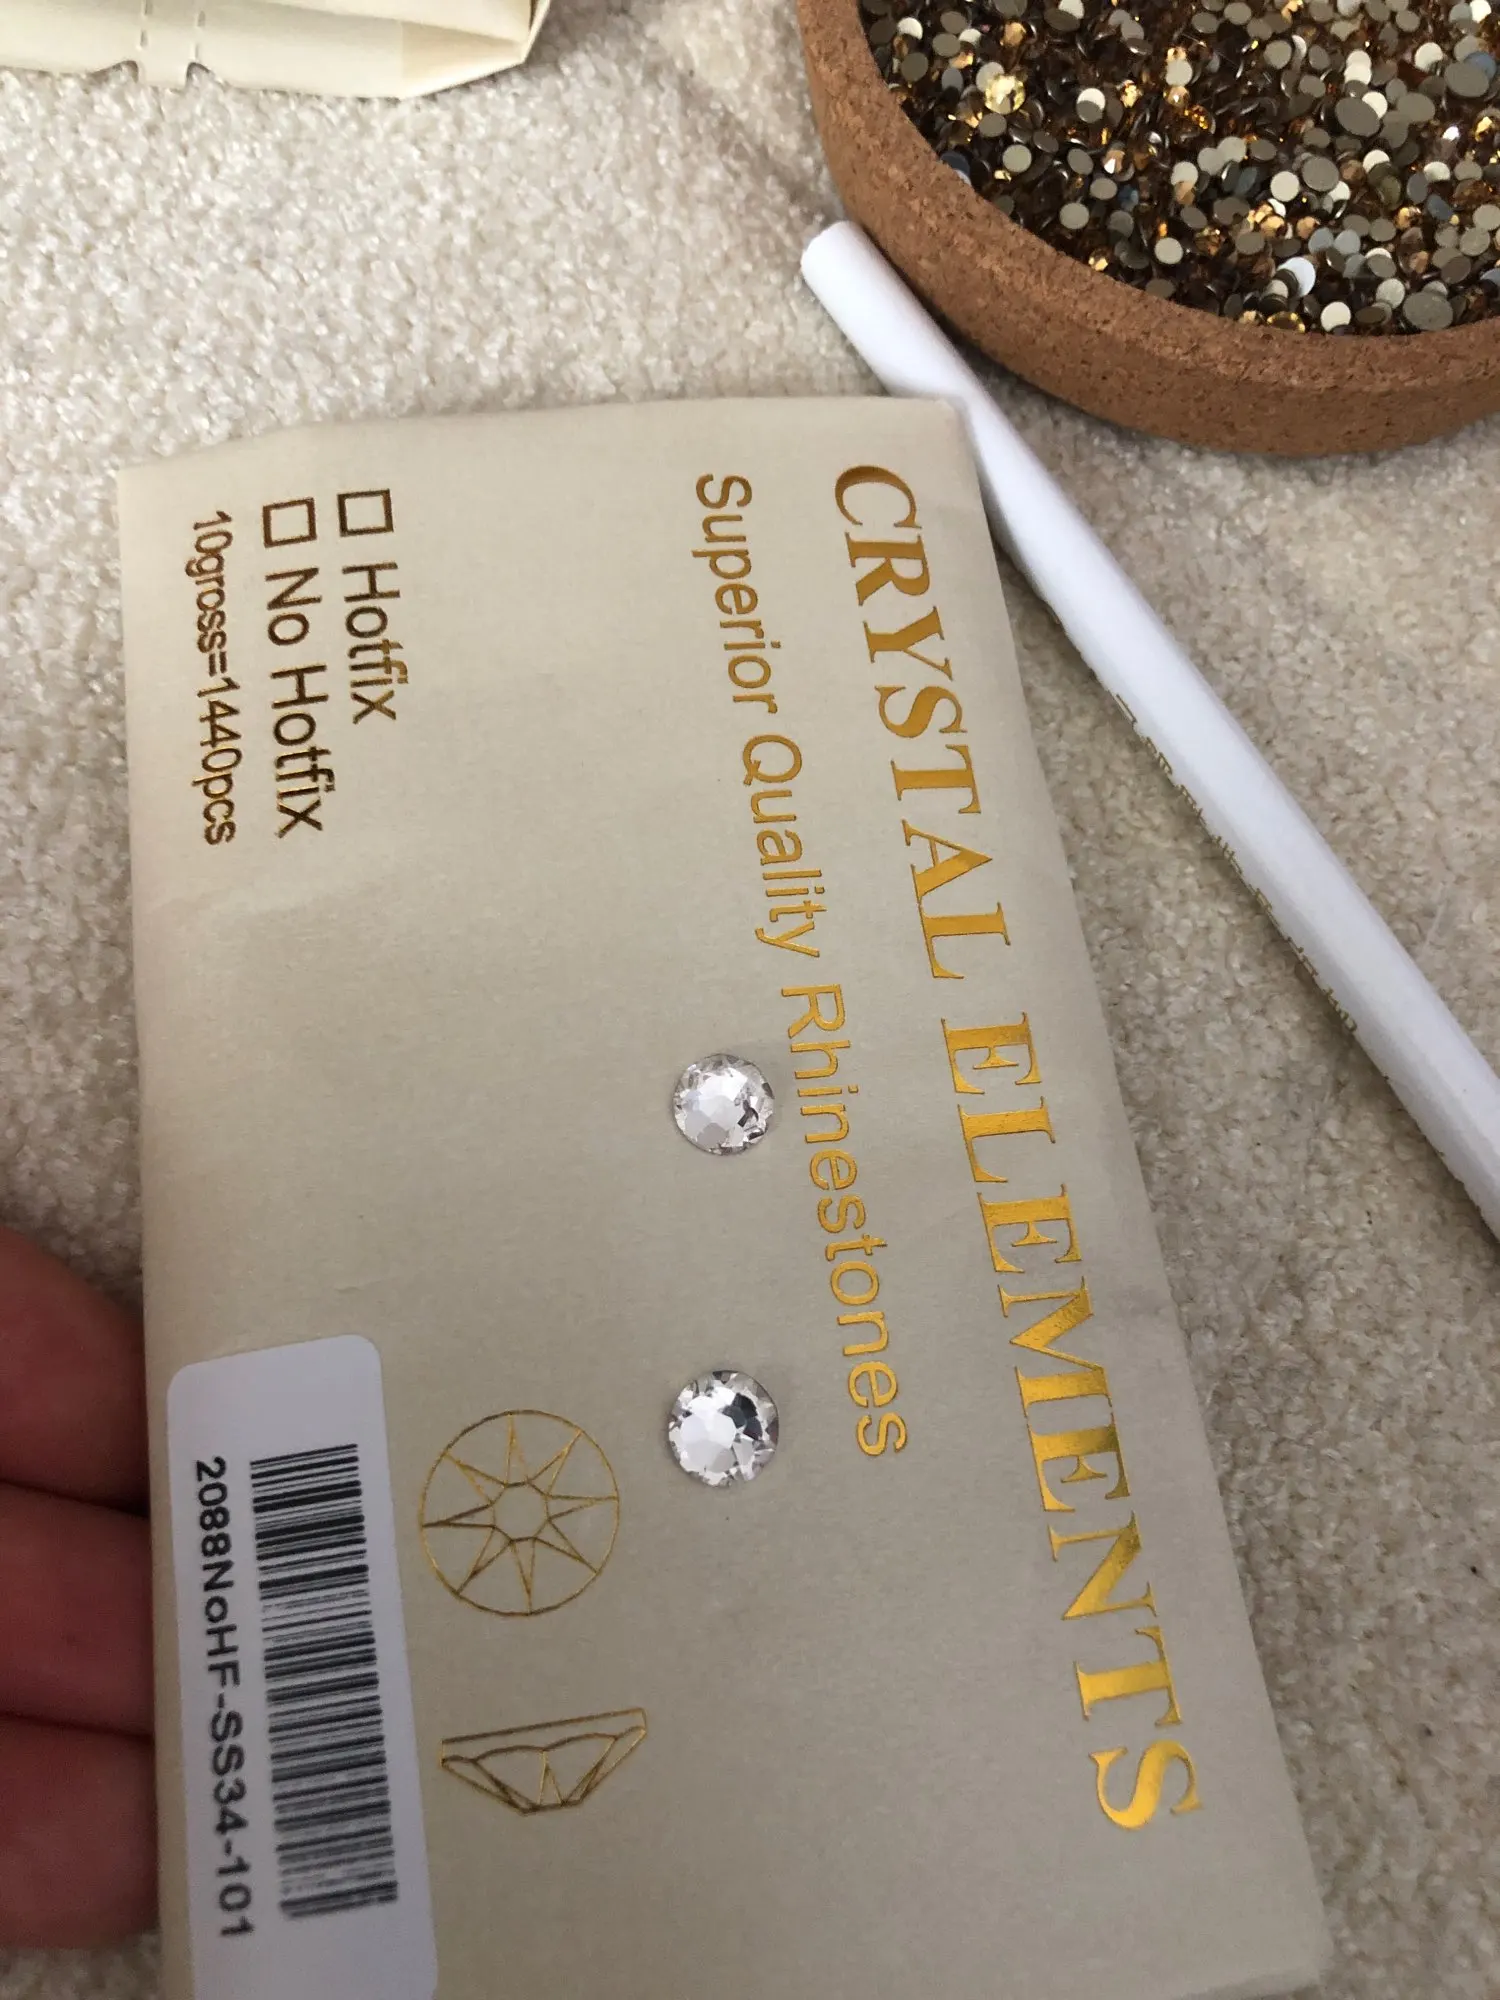 CRYSTAL ELEMENTS
Superior Quality Rhinestones
Hotfix
No Hotfix
10gross=1440pcs
2088NoHF-SS34-101